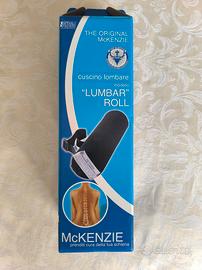 THE ORIGINAL
McKENZIE
cuscino lombare
"LUMBAR"
ROLL
McKENZIE
prenditi cura della tua schiena